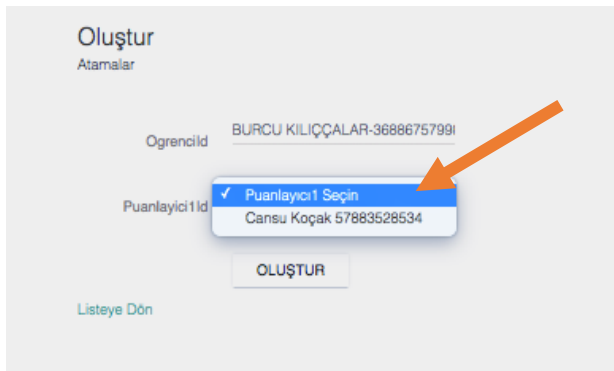 Oluştur
Atamalar
OgrenciId BURCU KILIÇÇALAR-3688675799
Puanlayici1Id ✓ Puanlayıcı1 Seçin
Cansu Koçak 57883528534
OLUŞTUR
Listeye Dön